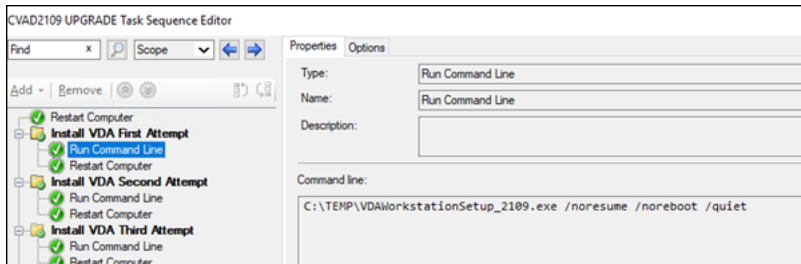 CVAD2109 UPGRADE Task Sequence Editor
Find x Scope
Properties Options
Add Remove
Type: Run Command Line
Name: Run Command Line
Description:
Restart Computer
Install VDA First Attempt
Run Command Line
Restart Computer
Install VDA Second Attempt
Run Command Line
Restart Computer
Install VDA Third Attempt
Run Command Line
Restart Computer
Command line:
C:\TEMP\VDAWorkstationSetup_2109.exe /noresume /noreboot /quiet